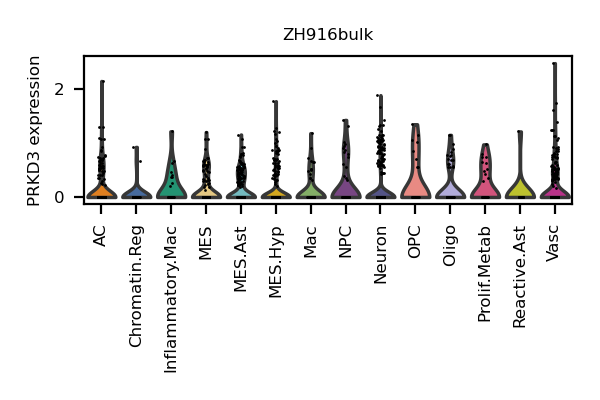 ZH916bulk
PRKD3 expression
2
0
AC
Chromatin.Reg
Inflammatory.Mac
MES
MES.Ast
MES.Hyp
Mac
NPC
Neuron
OPC
Oligo
Prolif.Metab
Reactive.Ast
Vasc